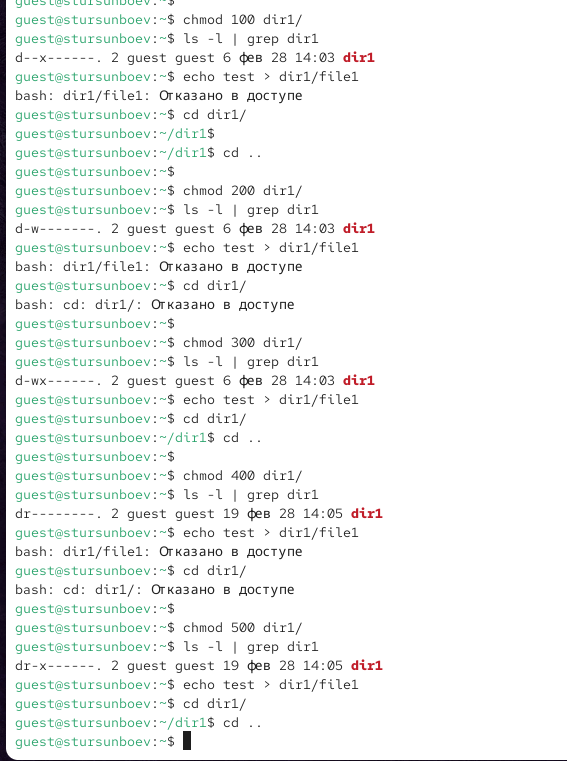 guest@stursunboev:~$
guest@stursunboev:~$ chmod 100 dir1/
guest@stursunboev:~$ ls -l | grep dir1
d--x------. 2 guest guest 6 фев 28 14:03 dir1
guest@stursunboev:~$ echo test > dir1/file1
bash: dir1/file1: Отказано в доступе
guest@stursunboev:~$ cd dir1/
guest@stursunboev:~/dir1$
guest@stursunboev:~/dir1$ cd ..
guest@stursunboev:~$
guest@stursunboev:~$ chmod 200 dir1/
guest@stursunboev:~$ ls -l | grep dir1
d-w-------. 2 guest guest 6 фев 28 14:03 dir1
guest@stursunboev:~$ echo test > dir1/file1
bash: dir1/file1: Отказано в доступе
guest@stursunboev:~$ cd dir1/
bash: cd: dir1/: Отказано в доступе
guest@stursunboev:~$
guest@stursunboev:~$ chmod 300 dir1/
guest@stursunboev:~$ ls -l | grep dir1
d-wx------. 2 guest guest 6 фев 28 14:03 dir1
guest@stursunboev:~$ echo test > dir1/file1
guest@stursunboev:~$ cd dir1/
guest@stursunboev:~/dir1$ cd ..
guest@stursunboev:~$
guest@stursunboev:~$ chmod 400 dir1/
guest@stursunboev:~$ ls -l | grep dir1
dr--------. 2 guest guest 19 фев 28 14:05 dir1
guest@stursunboev:~$ echo test > dir1/file1
bash: dir1/file1: Отказано в доступе
guest@stursunboev:~$ cd dir1/
bash: cd: dir1/: Отказано в доступе
guest@stursunboev:~$
guest@stursunboev:~$ chmod 500 dir1/
guest@stursunboev:~$ ls -l | grep dir1
dr-x------. 2 guest guest 19 фев 28 14:05 dir1
guest@stursunboev:~$ echo test > dir1/file1
guest@stursunboev:~$ cd dir1/
guest@stursunboev:~/dir1$ cd ..
guest@stursunboev:~$